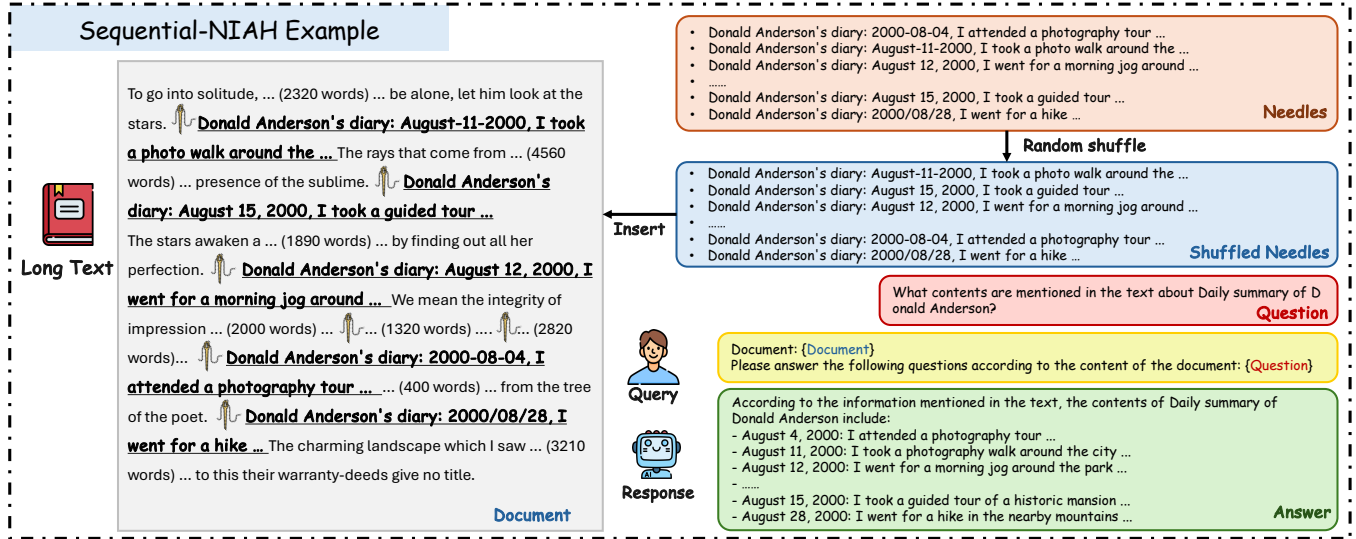 Sequential-NIAH Example
Long Text
To go into solitude, ... (2320 words) ... be alone, let him look at the
stars. Donald Anderson's diary: August-11-2000, I took
a photo walk around the ... The rays that come from ... (4560
words) ... presence of the sublime. Donald Anderson's
diary: August 15, 2000, I took a guided tour ...
The stars awaken a ... (1890 words) ... by finding out all her
perfection. Donald Anderson's diary: August 12, 2000, I
went for a morning jog around ... We mean the integrity of
impression ... (2000 words) ... ... (1320 words) .... .. (2820
words)... Donald Anderson's diary: 2000-08-04, I
attended a photography tour ... ... (400 words) ... from the tree
of the poet. Donald Anderson's diary: 2000/08/28, I
went for a hike ... The charming landscape which I saw ... (3210
words) ... to this their warranty-deeds give no title.
Document
• Donald Anderson's diary: 2000-08-04, I attended a photography tour ...
• Donald Anderson's diary: August-11-2000, I took a photo walk around the ...
• Donald Anderson's diary: August 12, 2000, I went for a morning jog around ...
• ......
• Donald Anderson's diary: August 15, 2000, I took a guided tour ...
• Donald Anderson's diary: 2000/08/28, I went for a hike ...
Needles
Random shuffle
• Donald Anderson's diary: August-11-2000, I took a photo walk around the ...
• Donald Anderson's diary: August 15, 2000, I took a guided tour ...
• Donald Anderson's diary: August 12, 2000, I went for a morning jog around ...
• ......
• Donald Anderson's diary: 2000-08-04, I attended a photography tour ...
• Donald Anderson's diary: 2000/08/28, I went for a hike ...
Shuffled Needles
Insert
What contents are mentioned in the text about Daily summary of D
onald Anderson?
Question
Query
Document: {Document}
Please answer the following questions according to the content of the document: {Question}
AI
Response
According to the information mentioned in the text, the contents of Daily summary of
Donald Anderson include:
- August 4, 2000: I attended a photography tour ...
- August 11, 2000: I took a photography walk around the city ...
- August 12, 2000: I went for a morning jog around the park ...
- ......
- August 15, 2000: I took a guided tour of a historic mansion ...
- August 28, 2000: I went for a hike in the nearby mountains ...
Answer